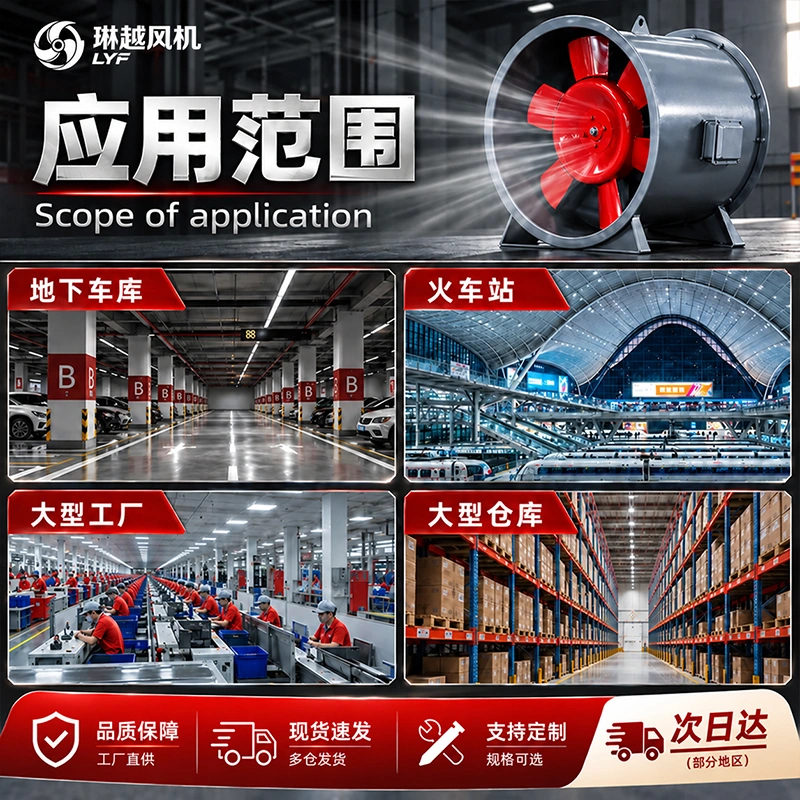 琳越风机
LYF
应用范围
Scope of application
地下车库
火车站
88
B B
B
大型工厂
大型仓库
品质保障
工厂直供
现货速发
多仓发货
支持定制
规格可选
次日达
(部分地区)